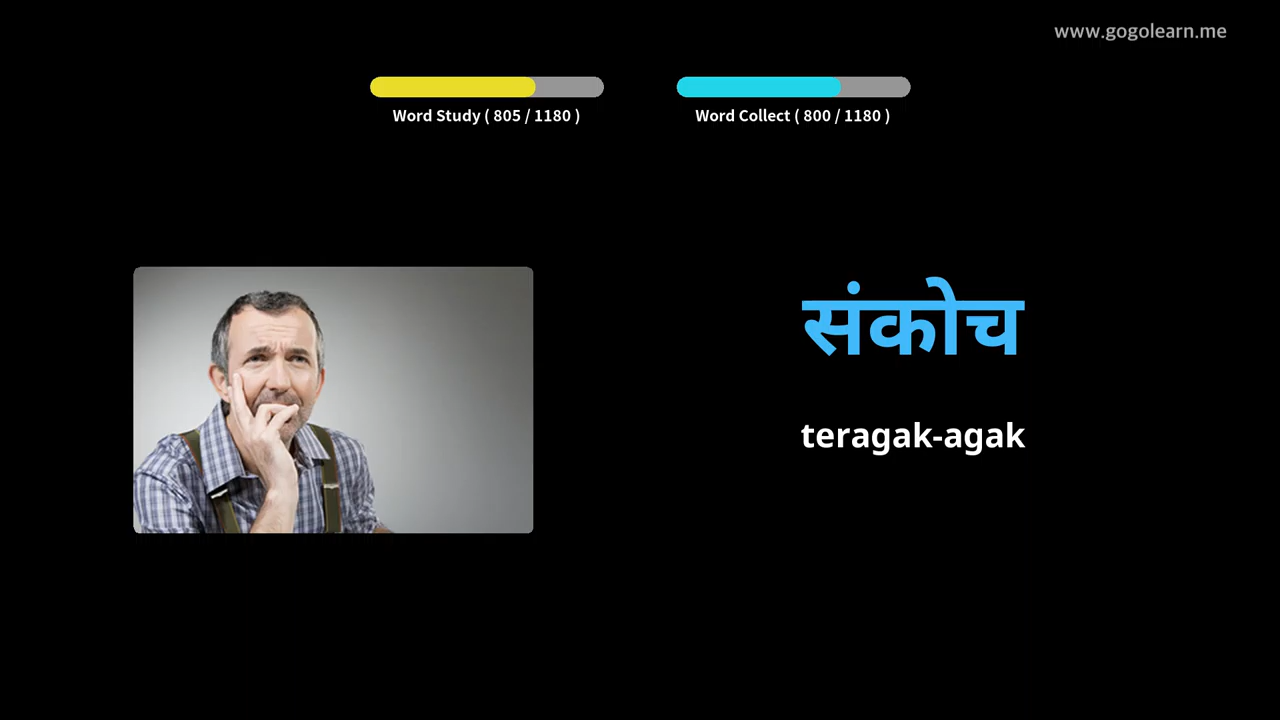 www.gogolearn.me
Word Study ( 805 / 1180 )
Word Collect ( 800 / 1180 )
संकोच
teragak-agak